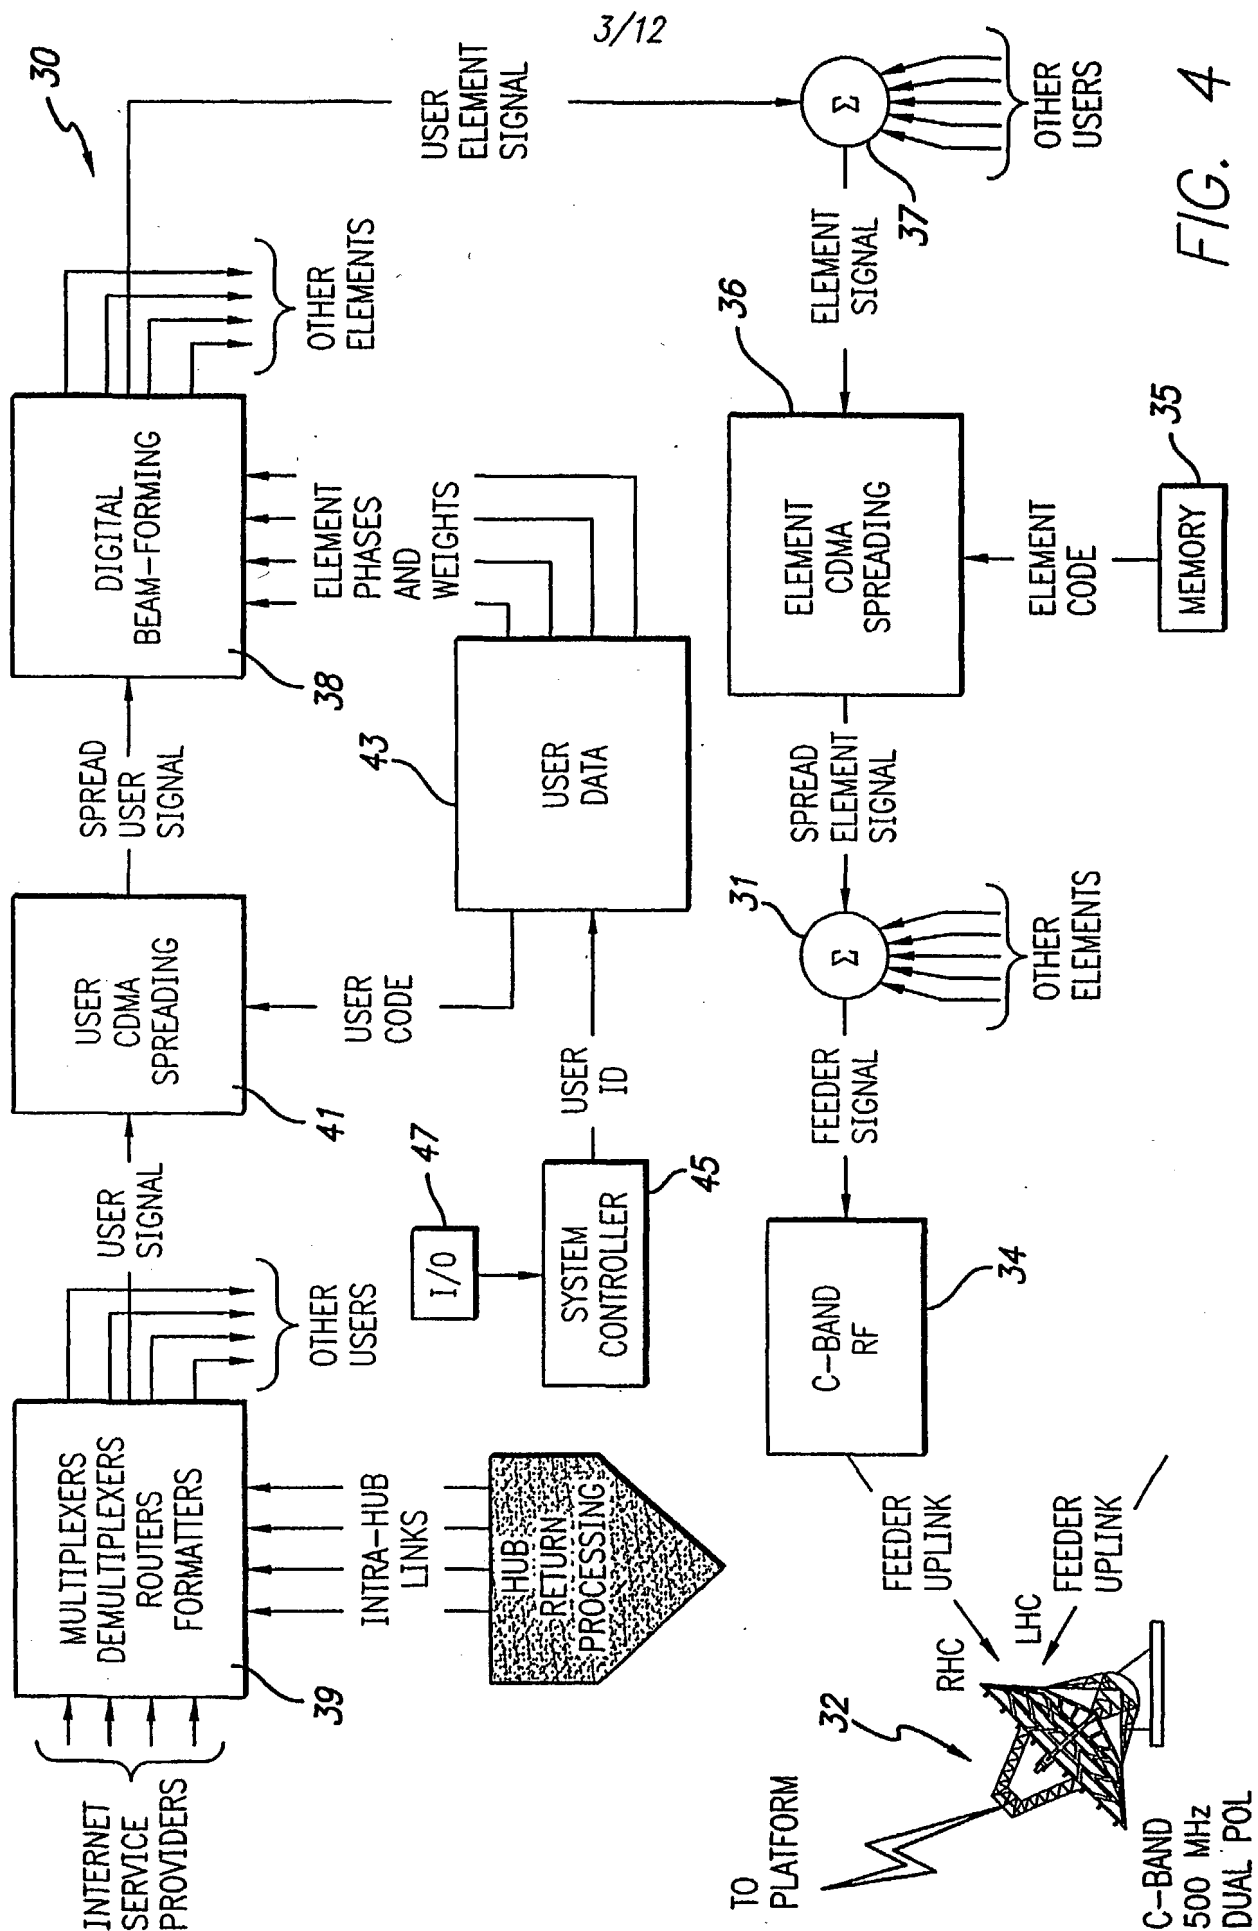 3/12
30
INTERNET
SERVICE
PROVIDERS
MULTIPLEXERS
DEMULTIPLEXERS
ROUTERS
FORMATTERS
39
OTHER
USERS
USER
SIGNAL
USER
CDMA
SPREADING
41
SPREAD
USER
SIGNAL
DIGITAL
BEAM-FORMING
38
OTHER
ELEMENTS
USER
ELEMENT
SIGNAL
INTRA-HUB
LINKS
HUB
RETURN
PROCESSING
I/O
47
SYSTEM
CONTROLLER
45
USER
ID
USER
CODE
USER
DATA
43
ELEMENT
PHASES
AND
WEIGHTS
Σ
37
OTHER
USERS
ELEMENT
SIGNAL
ELEMENT
CDMA
SPREADING
36
ELEMENT
CODE
MEMORY
35
SPREAD
ELEMENT
SIGNAL
Σ
31
OTHER
ELEMENTS
FEEDER
SIGNAL
C-BAND
RF
34
FEEDER
UPLINK
RHC
LHC
FEEDER
UPLINK
32
TO
PLATFORM
C-BAND
500 MHz
DUAL POL
FIG. 4